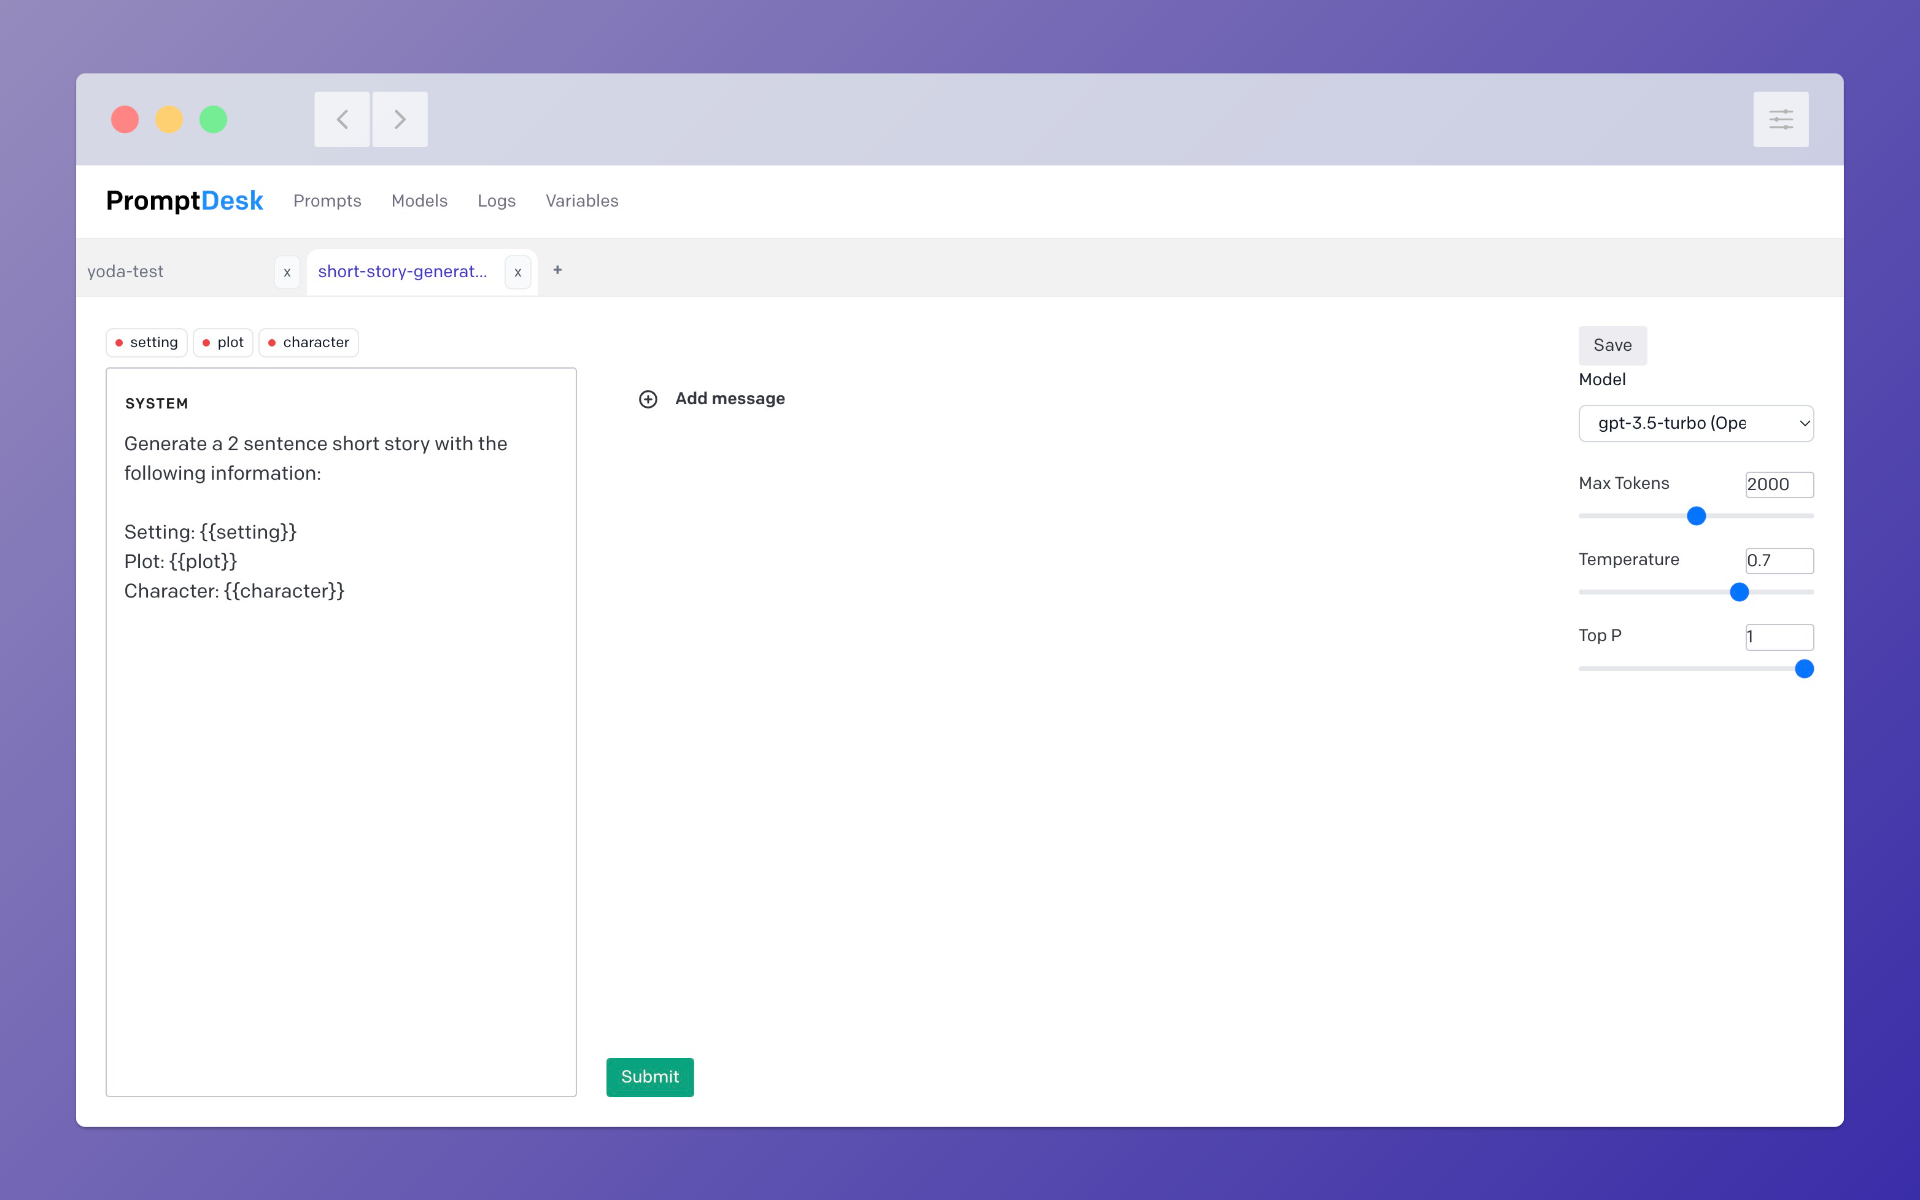 PromptDesk Prompts Models Logs Variables
yoda-test x short-story-generat... x +
setting plot character
SYSTEM
Generate a 2 sentence short story with the
following information:
Setting: {{setting}}
Plot: {{plot}}
Character: {{character}}
Add message
Submit
Save
Model
gpt-3.5-turbo (Ope
Max Tokens 2000
Temperature 0.7
Top P 1